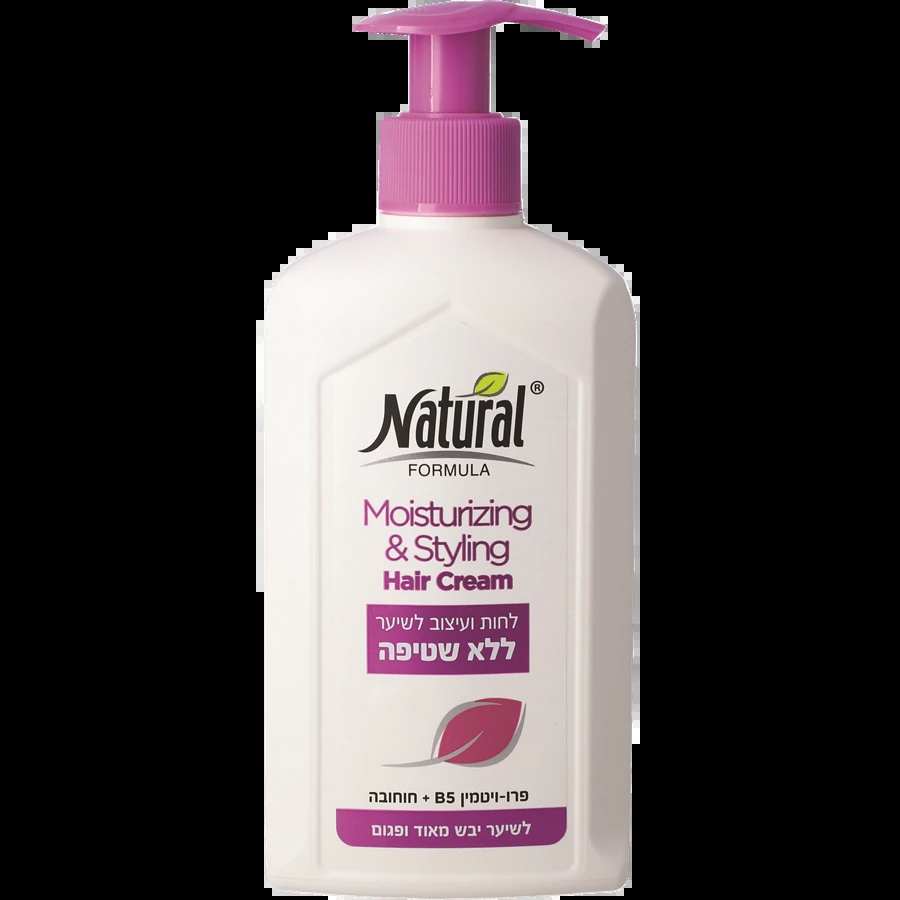 Natural®
FORMULA
Moisturizing
& Styling
Hair Cream
לחות ועיצוב לשיער
ללא שטיפה
פרו-ויטמין B5 + חוחובה
לשיער יבש מאוד ופגום